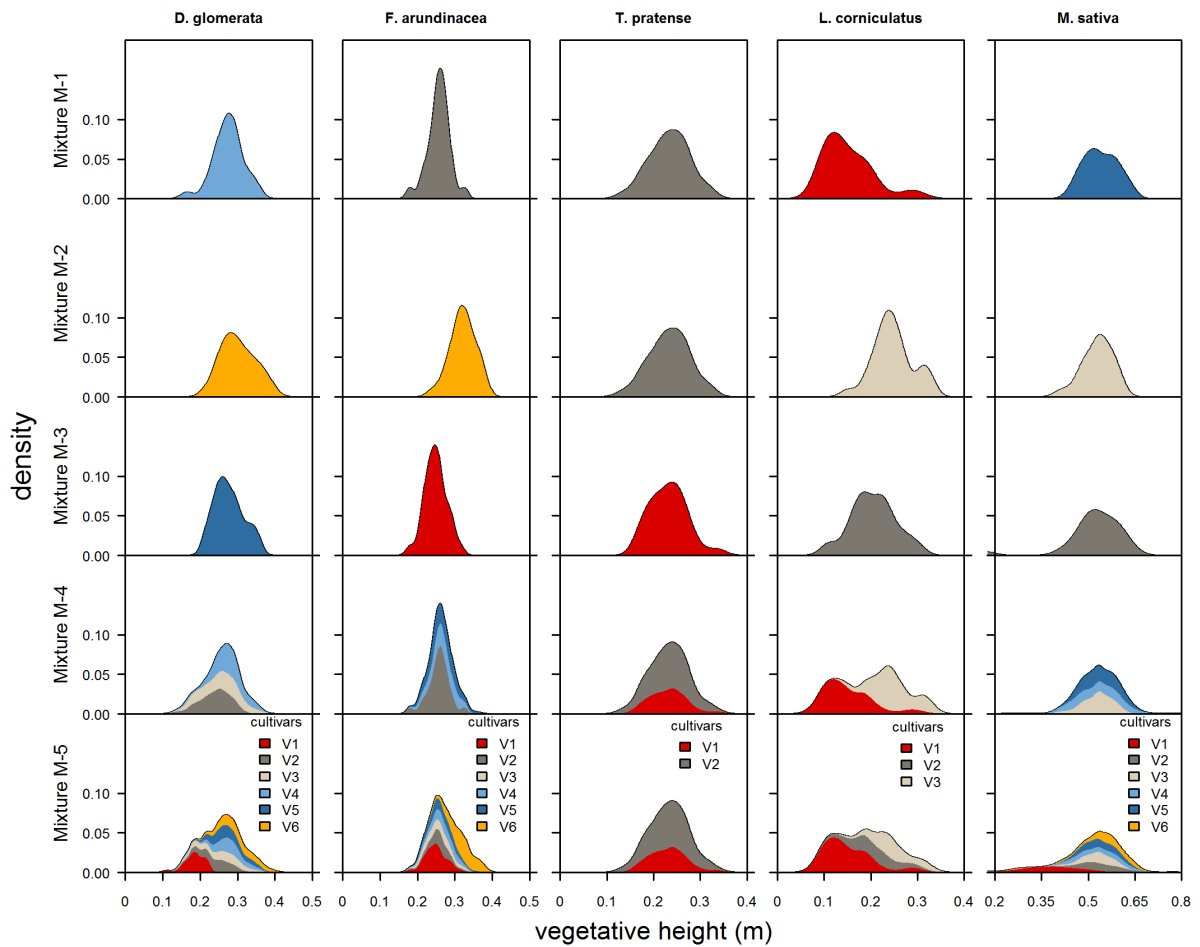 D. glomerata F. arundinacea T. pratense L. corniculatus M. sativa
Mixture M-1
0.10
0.05
0.00
Mixture M-2
0.10
0.05
0.00
density
Mixture M-3
0.10
0.05
0.00
Mixture M-4
0.10
0.05
0.00
Mixture M-5
0.10
0.05
0.00
cultivars
V1
V2
V3
V4
V5
V6
cultivars
V1
V2
V3
V4
V5
V6
cultivars
V1
V2
cultivars
V1
V2
V3
cultivars
V1
V2
V3
V4
V5
V6
0 0.1 0.2 0.3 0.4 0.5 0 0.1 0.2 0.3 0.4 0.5 0 0.1 0.2 0.3 0.4 0 0.1 0.2 0.3 0.4 0.2 0.35 0.5 0.65 0.8
vegetative height (m)